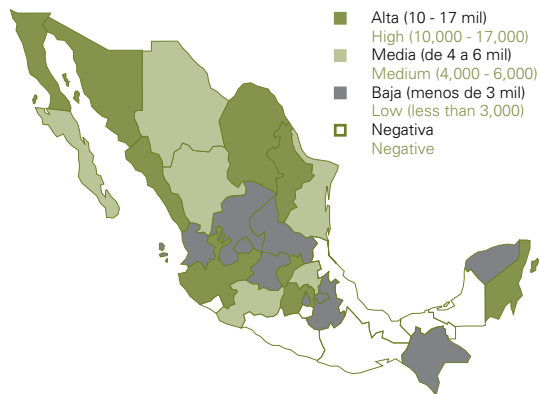 Alta (10 - 17 mil)
High (10,000 - 17,000)
Media (de 4 a 6 mil)
Medium (4,000 - 6,000)
Baja (menos de 3 mil)
Low (less than 3,000)
Negativa
Negative